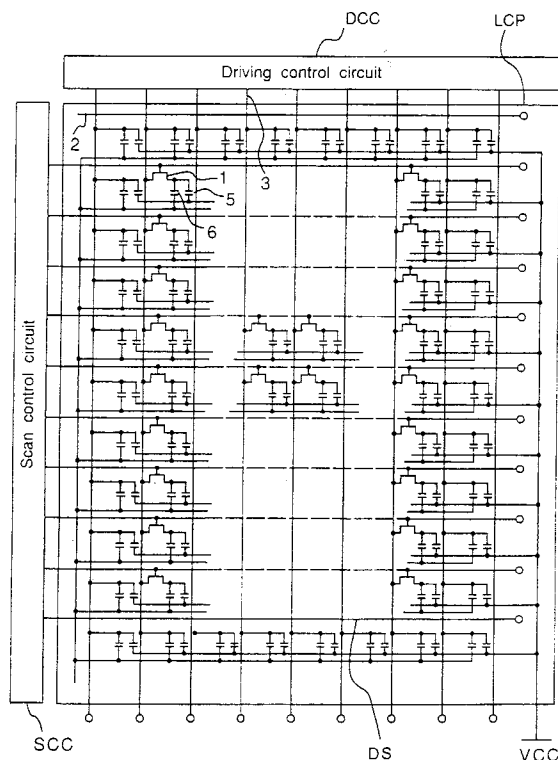 DCC
LCP
Driving control circuit
2
1
3
5
6
Scan control circuit
SCC
DS
VCC